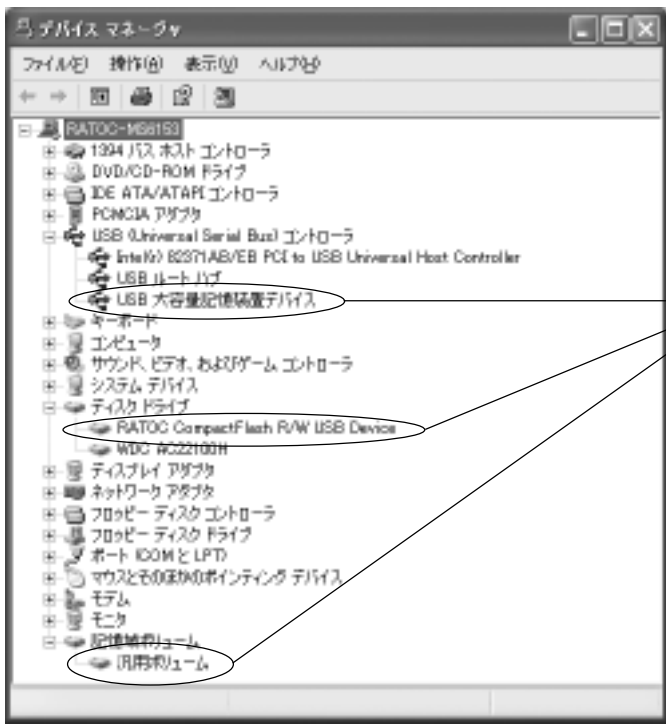 デバイス マネージャ
ファイル(F) 操作(A) 表示(V) ヘルプ(H)
RATOC-MS6153
1394 バス ホスト コントローラ
DVD/CD-ROM ドライブ
IDE ATA/ATAPI コントローラ
PCMCIA アダプタ
USB (Universal Serial Bus) コントローラ
Intel(r) 82371AB/EB PCI to USB Universal Host Controller
USB ルート ハブ
USB 大容量記憶装置デバイス
キーボード
コンピュータ
サウンド、ビデオ、およびゲーム コントローラ
システム デバイス
ディスク ドライブ
RATOC CompactFlash R/W USB Device
WDC AC22100H
ディスプレイ アダプタ
ネットワーク アダプタ
フロッピー ディスク コントローラ
フロッピー ディスク ドライブ
ポート (COM と LPT)
マウスとそのほかのポインティング デバイス
モデム
モニタ
記憶域ボリューム
汎用ボリューム